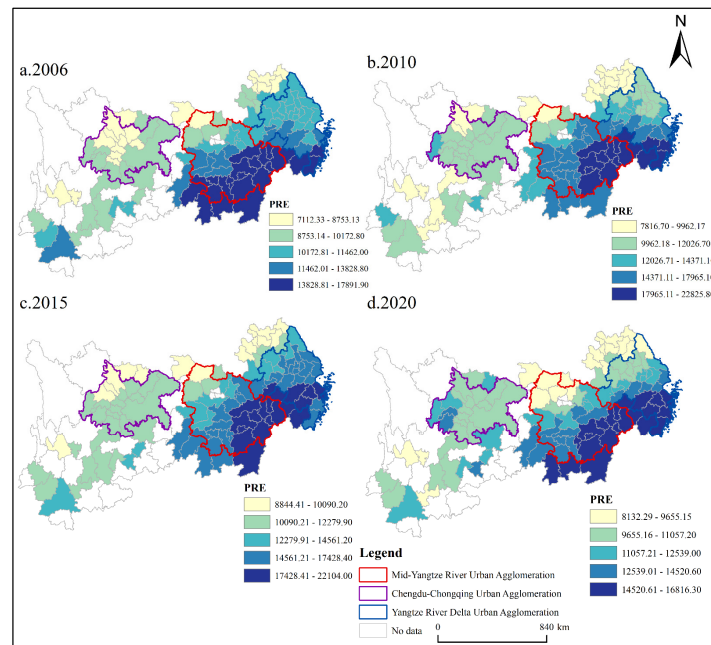 N
a.2006
b.2010
PRE
7112.33 - 8753.13
8753.14 - 10172.80
10172.81 - 11462.00
11462.01 - 13828.80
13828.81 - 17891.90
PRE
7816.70 - 9962.17
9962.18 - 12026.70
12026.71 - 14371.10
14371.11 - 17965.10
17965.11 - 22825.80
c.2015
d.2020
PRE
8844.41 - 10090.20
10090.21 - 12279.90
12279.91 - 14561.20
14561.21 - 17428.40
17428.41 - 22104.00
PRE
8132.29 - 9655.15
9655.16 - 11057.20
11057.21 - 12539.00
12539.01 - 14520.60
14520.61 - 16816.30
Legend
Mid-Yangtze River Urban Agglomeration
Chengdu-Chongqing Urban Agglomeration
Yangtze River Delta Urban Agglomeration
No data
0 840 km